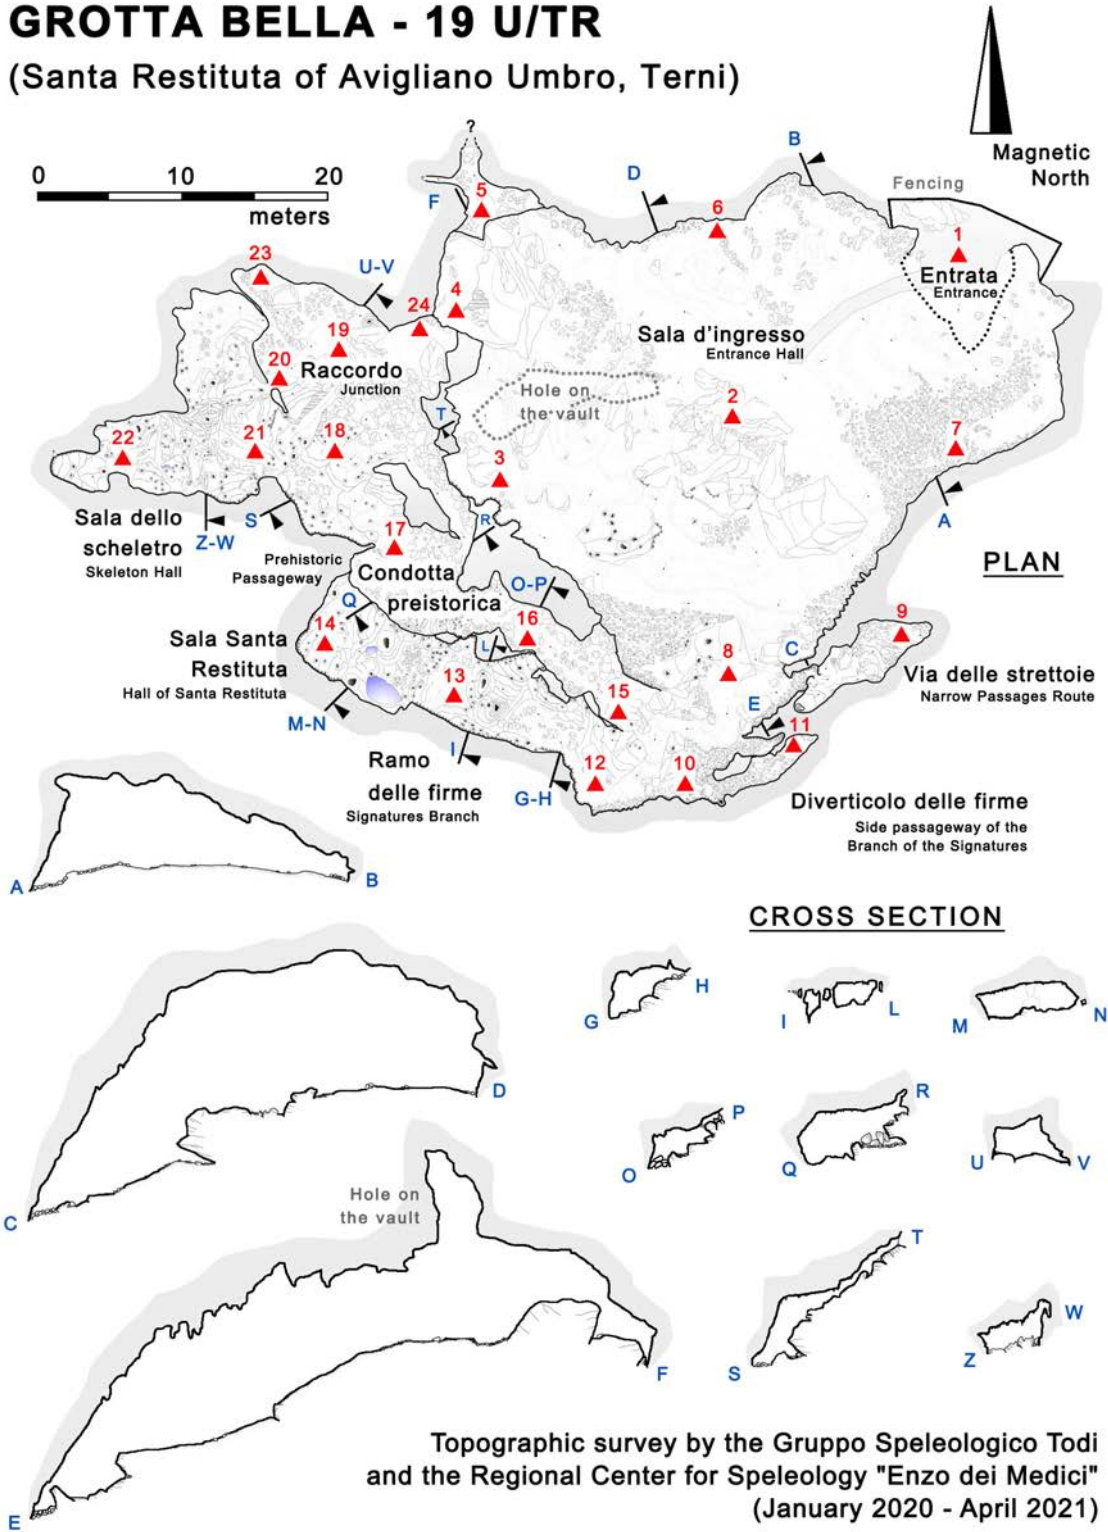 GROTTA BELLA - 19 U/TR
(Santa Restituta of Avigliano Umbro, Terni)
Magnetic
North
0 10 20
meters
?
B
D
Fencing
F
5
6
1
Entrata
Entrance
23
U-V
4
24
19
Sala d'ingresso
Entrance Hall
20
Raccordo
Junction
Hole on
the vault
2
T
22
21
18
7
3
Sala dello
scheletro
Skeleton Hall
Z-W
S
R
A
17
Prehistoric
Passageway
PLAN
Condotta
preistorica
O-P
Q
14
16
9
Sala Santa
Restituta
Hall of Santa Restituta
L
8
C
Via delle strettoie
Narrow Passages Route
13
15
E
M-N
11
I
Ramo
delle firme
Signatures Branch
12
10
G-H
Diverticolo delle firme
Side passageway of the
Branch of the Signatures
A
B
CROSS SECTION
G
H
I
L
M
N
C
D
O
P
Q
R
U
V
Hole on
the vault
E
F
S
T
Z
W
Topographic survey by the Gruppo Speleologico Todi
and the Regional Center for Speleology "Enzo dei Medici"
(January 2020 - April 2021)